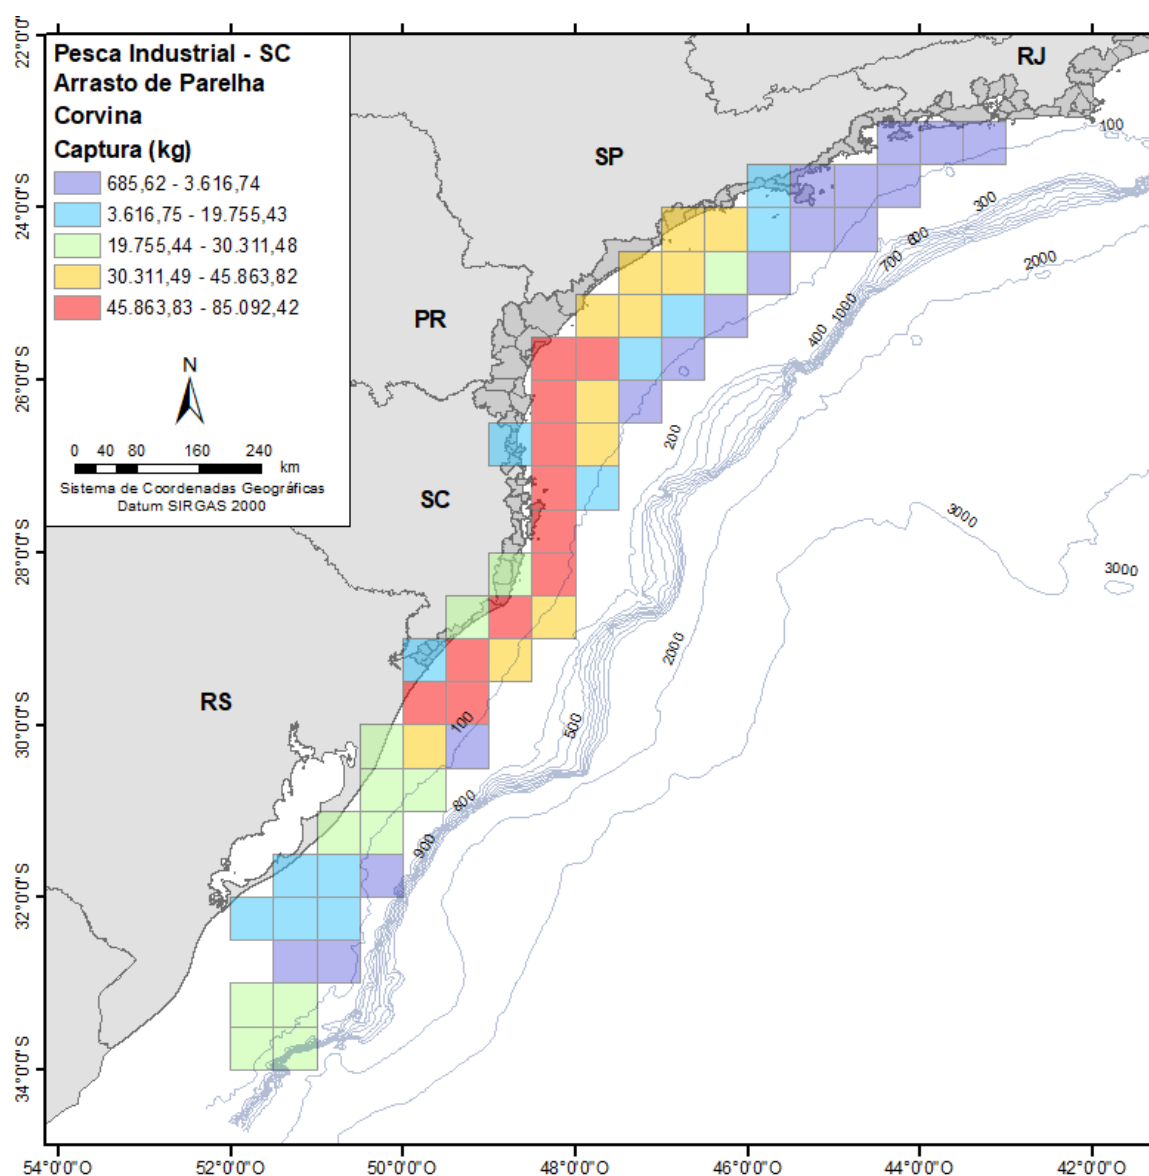 Pesca Industrial - SC
Arrasto de Parelha
Corvina
Captura (kg)
685,62 - 3.616,74
3.616,75 - 19.755,43
19.755,44 - 30.311,48
30.311,49 - 45.863,82
45.863,83 - 85.092,42
N
0 40 80 160 240
km
Sistema de Coordenadas Geográficas
Datum SIRGAS 2000
RJ
SP
PR
SC
RS
100
300
600
700
2000
1000
400
200
3000
3000
2000
500
100
800
900
22°0'0"S
24°0'0"S
26°0'0"S
28°0'0"S
30°0'0"S
32°0'0"S
34°0'0"S
54°0'0"O
52°0'0"O
50°0'0"O
48°0'0"O
46°0'0"O
44°0'0"O
42°0'0"O